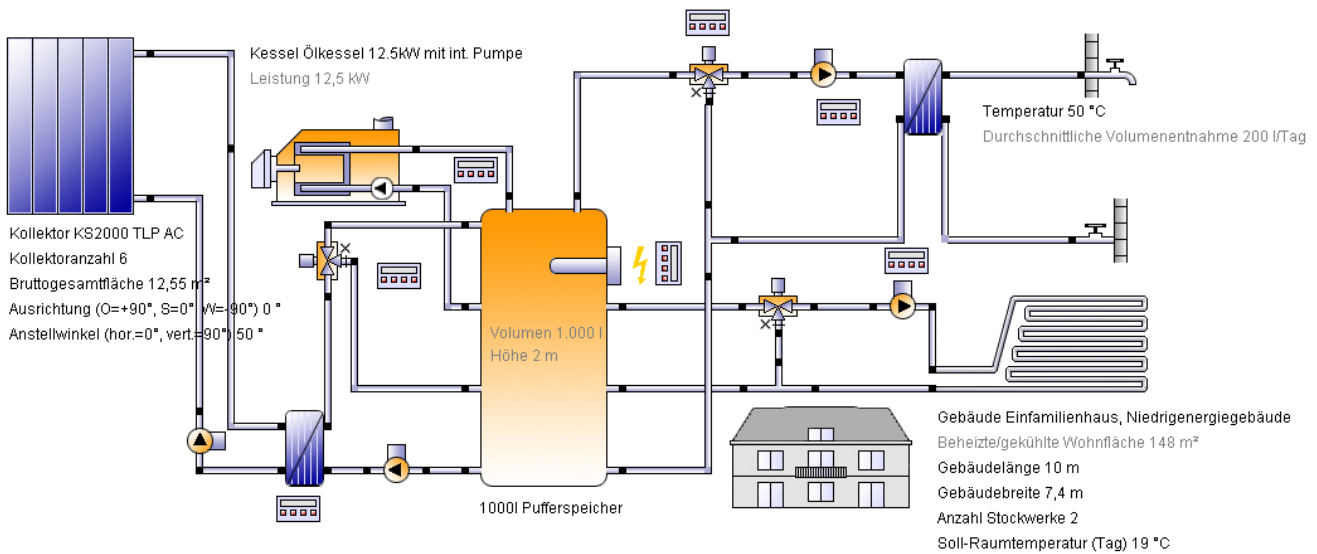 Kessel Ölkessel 12.5kW mit int. Pumpe
Leistung 12,5 kW
Temperatur 50 °C
Durchschnittliche Volumenentnahme 200 l/Tag
Kollektor KS2000 TLP AC
Kollektoranzahl 6
Bruttogesamtfläche 12,55 m²
Ausrichtung (O=+90°, S=0°, W=-90°) 0 °
Anstellwinkel (hor.=0°, vert.=90°) 50 °
Volumen 1.000 l
Höhe 2 m
1000l Pufferspeicher
Gebäude Einfamilienhaus, Niedrigenergiegebäude
Beheizte/gekühlte Wohnfläche 148 m²
Gebäudelänge 10 m
Gebäudebreite 7,4 m
Anzahl Stockwerke 2
Soll-Raumtemperatur (Tag) 19 °C